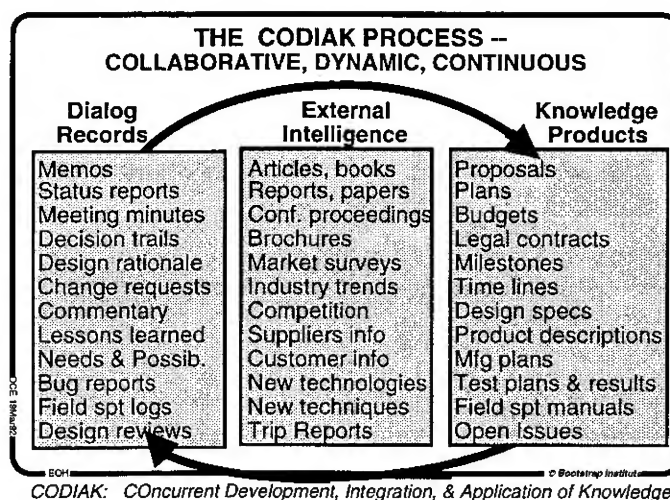 THE CODIAK PROCESS --
COLLABORATIVE, DYNAMIC, CONTINUOUS
Dialog
Records
Memos
Status reports
Meeting minutes
Decision trails
Design rationale
Change requests
Commentary
Lessons learned
Needs & Possib.
Bug reports
Field spt logs
Design reviews
External
Intelligence
Articles, books
Reports, papers
Conf. proceedings
Brochures
Market surveys
Industry trends
Competition
Suppliers info
Customer info
New technologies
New techniques
Trip Reports
Knowledge
Products
Proposals
Plans
Budgets
Legal contracts
Milestones
Time lines
Design specs
Product descriptions
Mfg plans
Test plans & results
Field spt manuals
Open Issues
EOH
© Bootstrap Institute
CODIAK: COncurrent Development, Integration, & Application of Knowledge